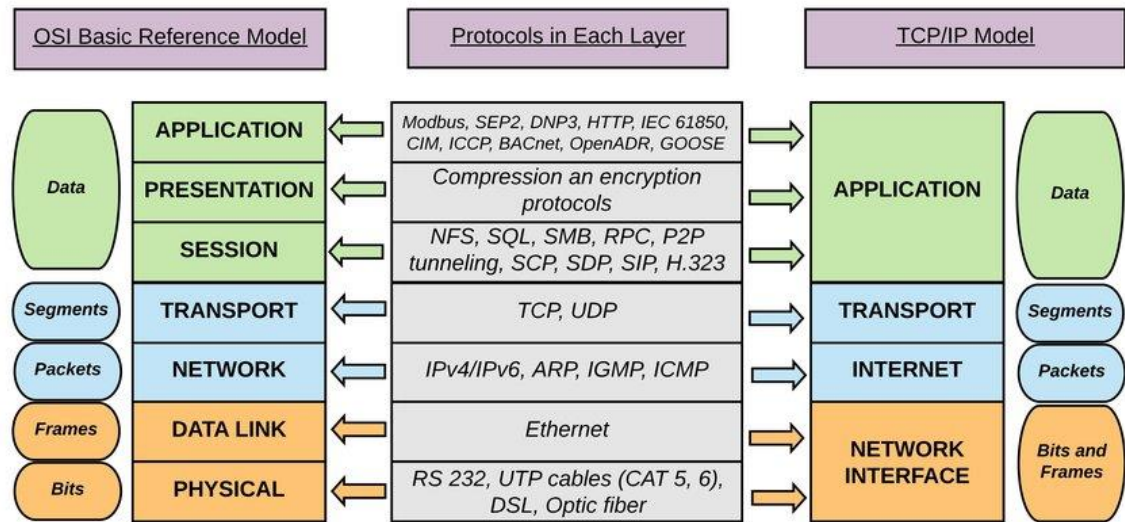 OSI Basic Reference Model
Protocols in Each Layer
TCP/IP Model
Data
APPLICATION
Modbus, SEP2, DNP3, HTTP, IEC 61850,
CIM, ICCP, BACnet, OpenADR, GOOSE
PRESENTATION
Compression an encryption
protocols
SESSION
NFS, SQL, SMB, RPC, P2P
tunneling, SCP, SDP, SIP, H.323
APPLICATION
Data
Segments
TRANSPORT
TCP, UDP
TRANSPORT
Segments
Packets
NETWORK
IPv4/IPv6, ARP, IGMP, ICMP
INTERNET
Packets
Frames
DATA LINK
Ethernet
Bits
PHYSICAL
RS 232, UTP cables (CAT 5, 6),
DSL, Optic fiber
NETWORK
INTERFACE
Bits and
Frames